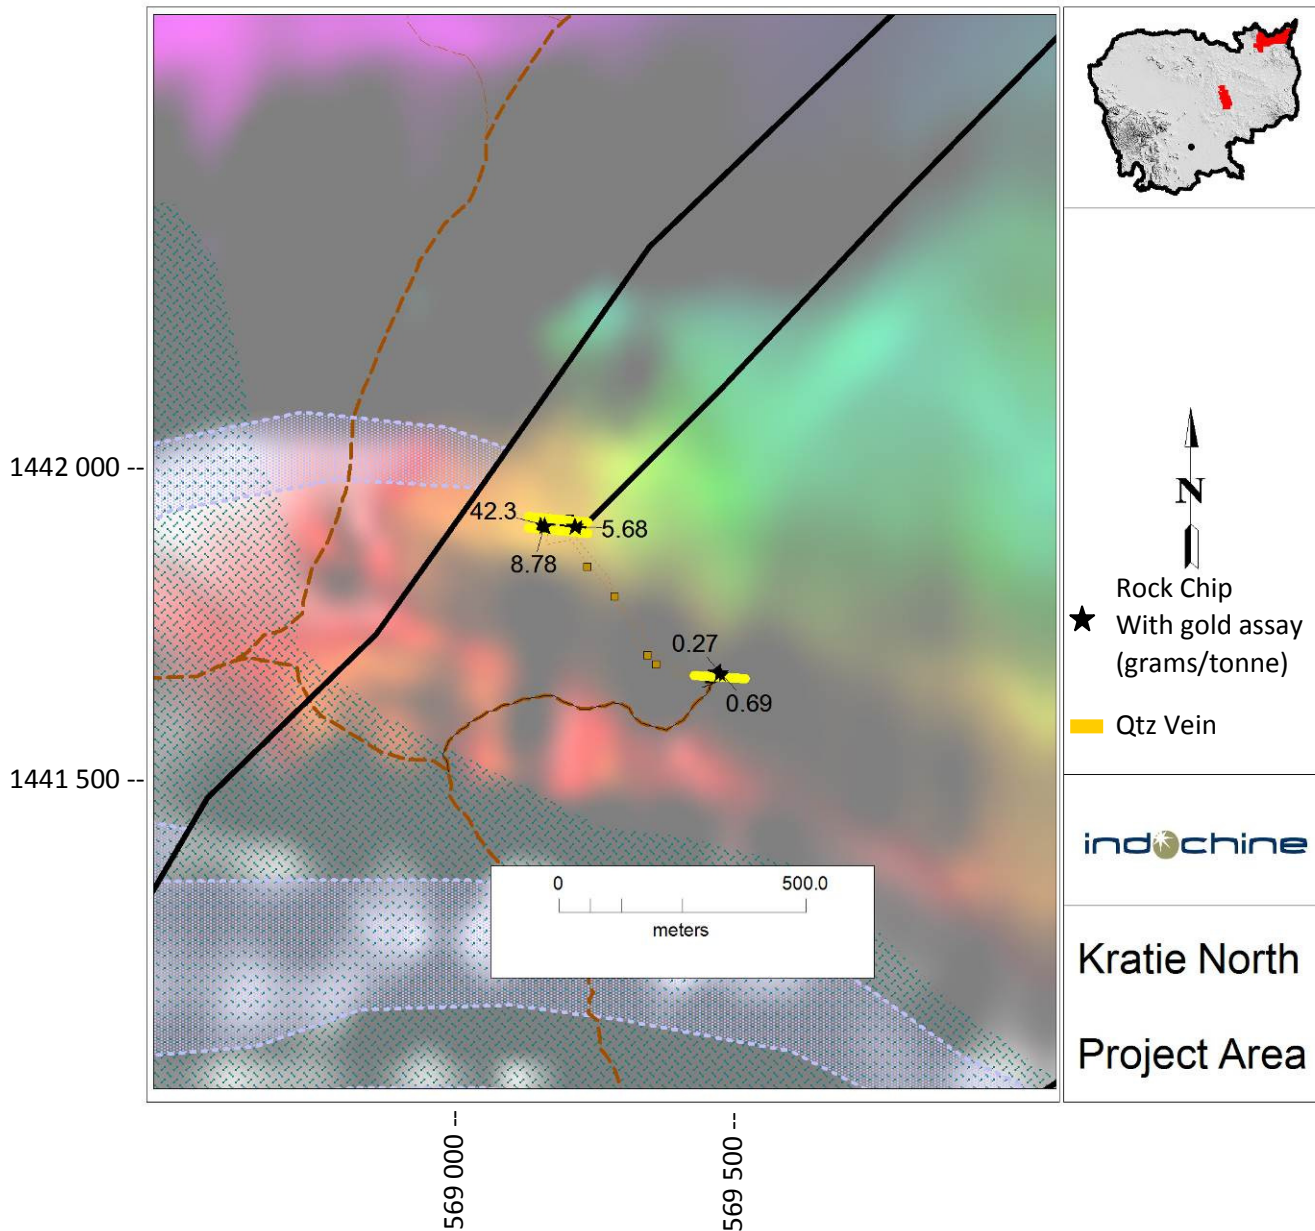 1442 000 --
42.3
5.68
8.78
0.27
0.69
1441 500 --
0
500.0
meters
569 000 --
569 500 --
N
Rock Chip
With gold assay
(grams/tonne)
Qtz Vein
indochine
Kratie North
Project Area